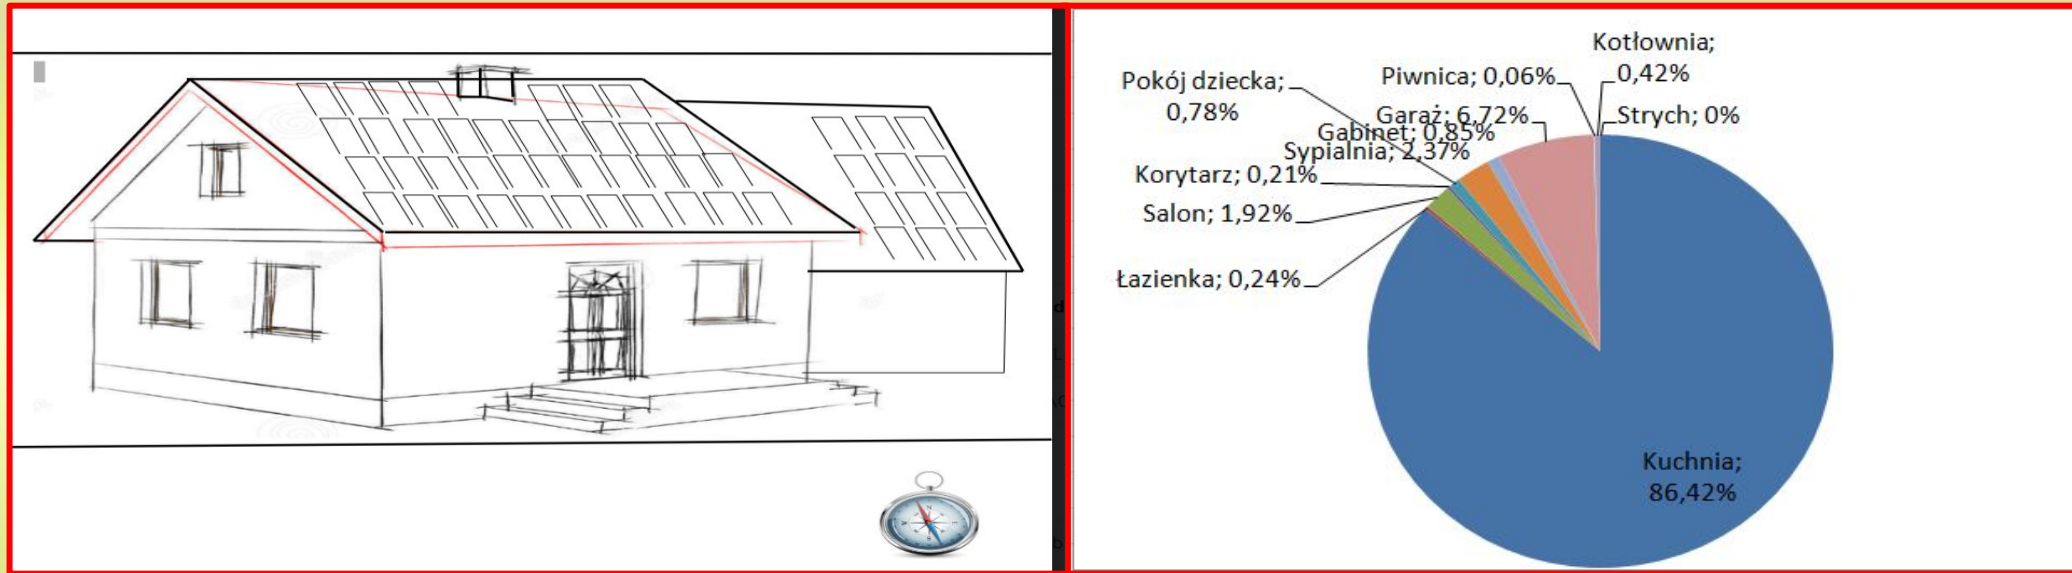 Kotłownia;
0,42%
Pokój dziecka;
0,78%
Piwnica; 0,06%
Garaż; 6,72%
Strych; 0%
Gabinet; 0,85%
Sypialnia; 2,37%
Korytarz; 0,21%
Salon; 1,92%
Łazienka; 0,24%
Kuchnia;
86,42%